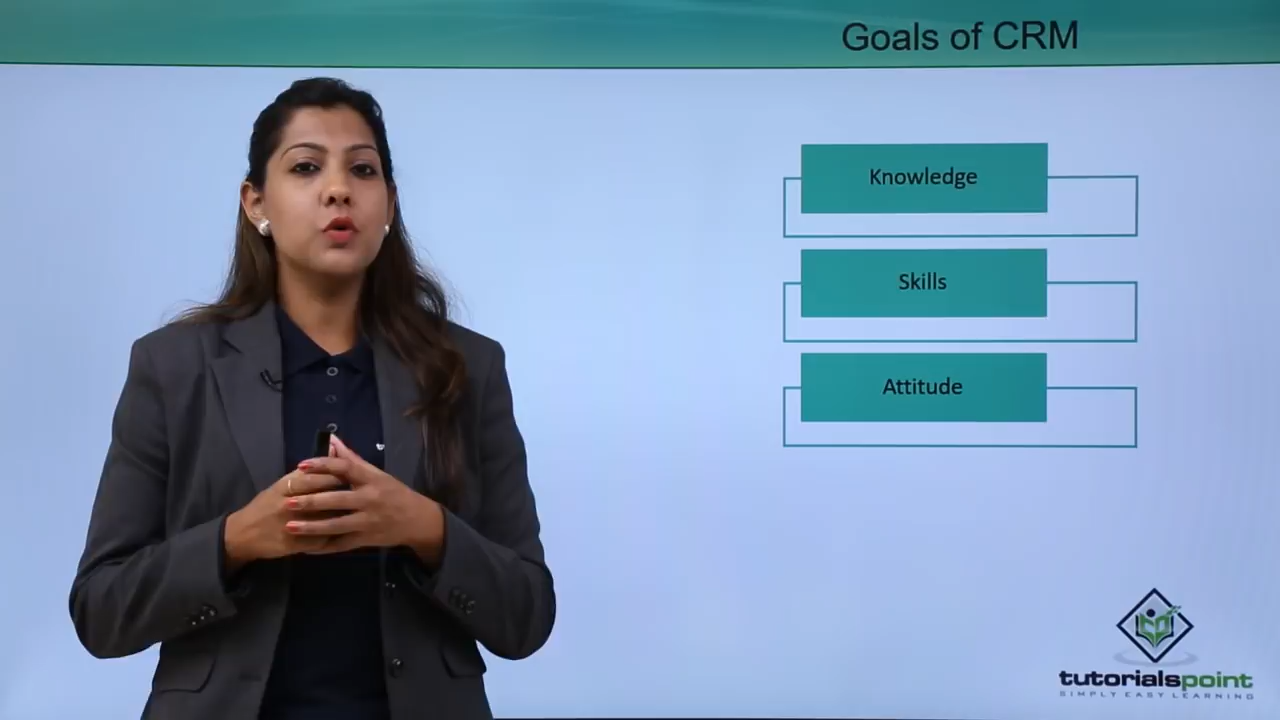 Goals of CRM
Knowledge
Skills
Attitude
tutorialspoint
SIMPLY EASY LEARNING